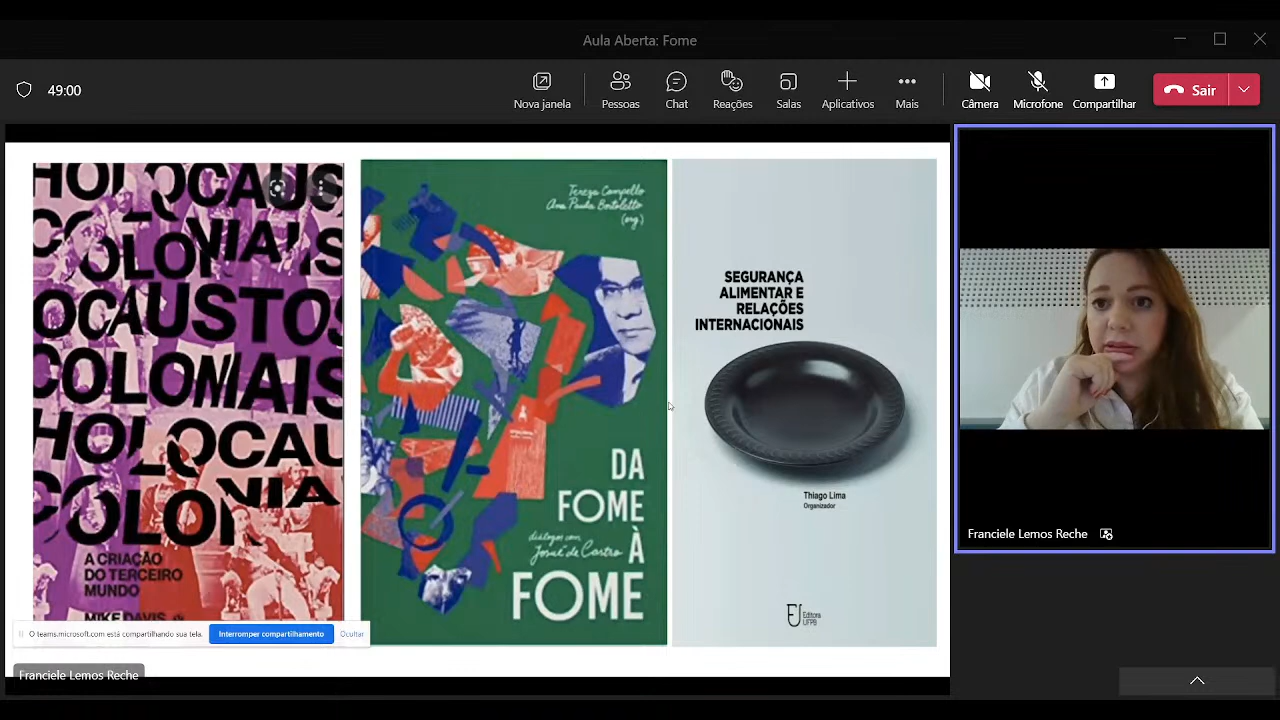 Aula Aberta: Fome
49:00
Nova janela
Pessoas
Chat
Reações
Salas
Aplicativos
Mais
Câmera
Microfone
Compartilhar
Sair
HOLOCAUS
COLONIAIS
OCAUSTOS
COLONIAIS
HOLOCAU
COLONIA
A CRIAÇÃO
DO TERCEIRO
MUNDO
MIKE DAVIS
Tereza Campello
Ana Paula Bortoletto
(org)
DA
FOME
À
diálogos com
Josué de Castro
FOME
SEGURANÇA
ALIMENTAR E
RELAÇÕES
INTERNACIONAIS
Thiago Lima
Organizador
Editora
UFPB
O teams.microsoft.com está compartilhando sua tela.
Interromper compartilhamento
Ocultar
Franciele Lemos Reche
Franciele Lemos Reche